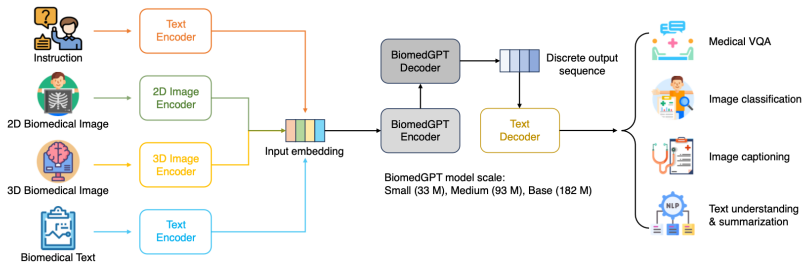 Instruction
Text
Encoder
2D Biomedical Image
2D Image
Encoder
3D Biomedical Image
3D Image
Encoder
Biomedical Text
Text
Encoder
Input embedding
BiomedGPT
Decoder
BiomedGPT
Encoder
Discrete output
sequence
Text
Decoder
BiomedGPT model scale:
Small (33 M), Medium (93 M), Base (182 M)
Medical VQA
Image classification
Image captioning
NLP
Text understanding
& summarization